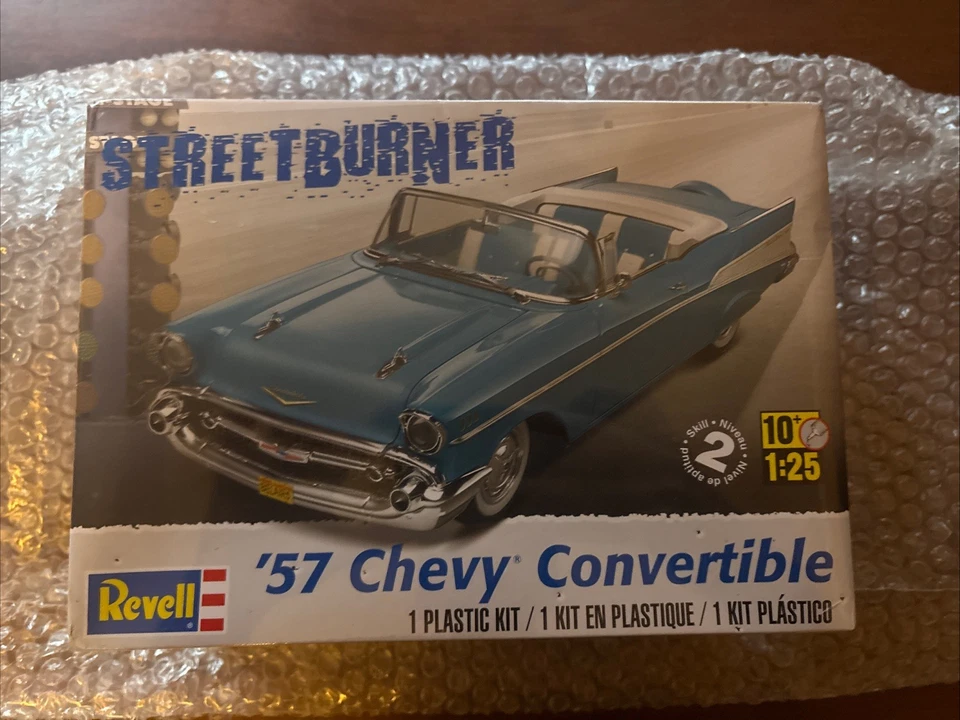 STREETBURNER
Skill • Niveau • Nivel de aptitud •
2
10+
1:25
'57 Chevy® Convertible
Revell®
1 PLASTIC KIT / 1 KIT EN PLASTIQUE / 1 KIT PLÁSTICO